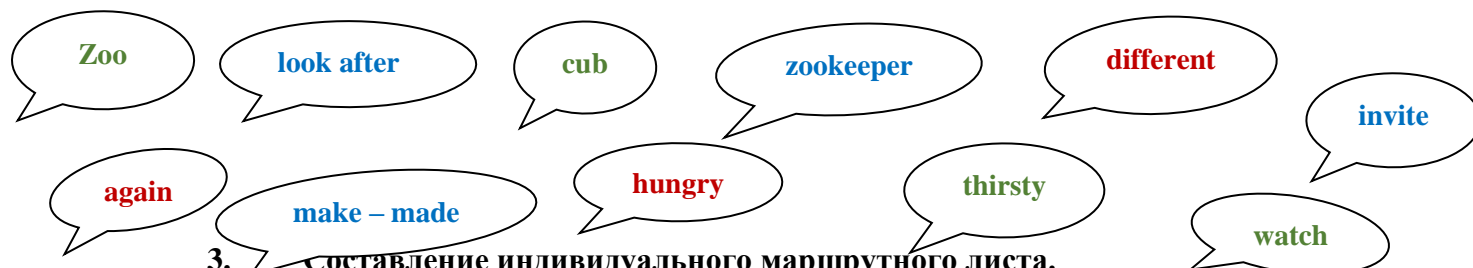 Zoo
look after
cub
zookeeper
different
invite
again
make – made
hungry
thirsty
watch
3. Составление индивидуального маршрутного листа.